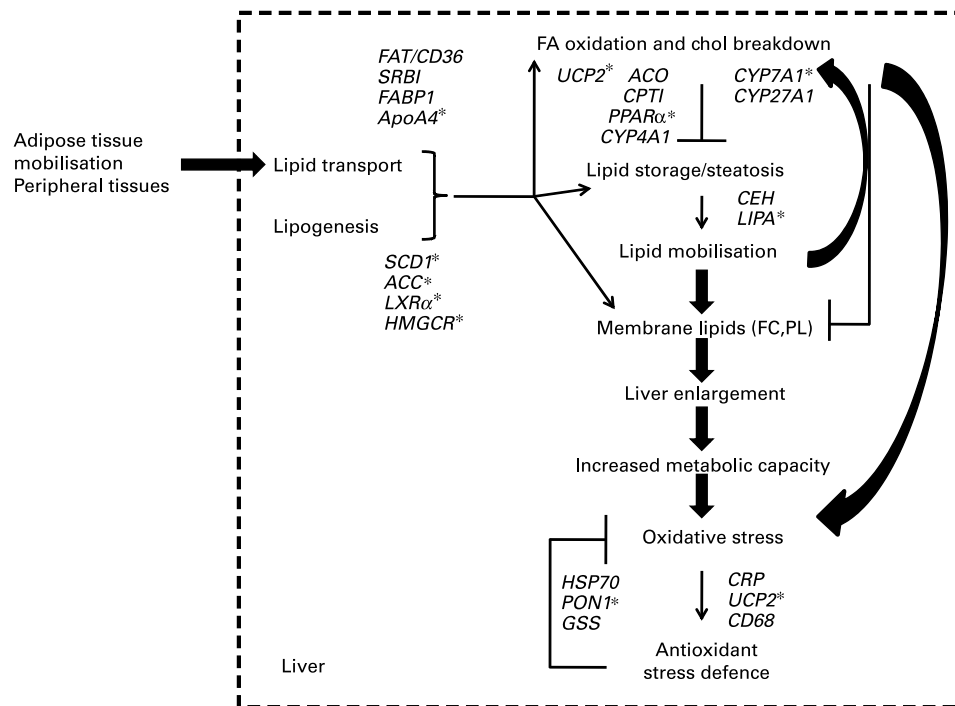 FA oxidation and chol breakdown
FAT/CD36
SRBI
FABP1
ApoA4*
UCP2*
ACO
CPTI
PPARα*
CYP4A1
CYP7A1*
CYP27A1
Adipose tissue
mobilisation
Peripheral tissues
Lipid transport
Lipogenesis
Lipid storage/steatosis
CEH
LIPA*
Lipid mobilisation
SCD1*
ACC*
LXRα*
HMGCR*
Membrane lipids (FC,PL)
Liver enlargement
Increased metabolic capacity
Oxidative stress
HSP70
PON1*
GSS
CRP
UCP2*
CD68
Antioxidant
stress defence
Liver